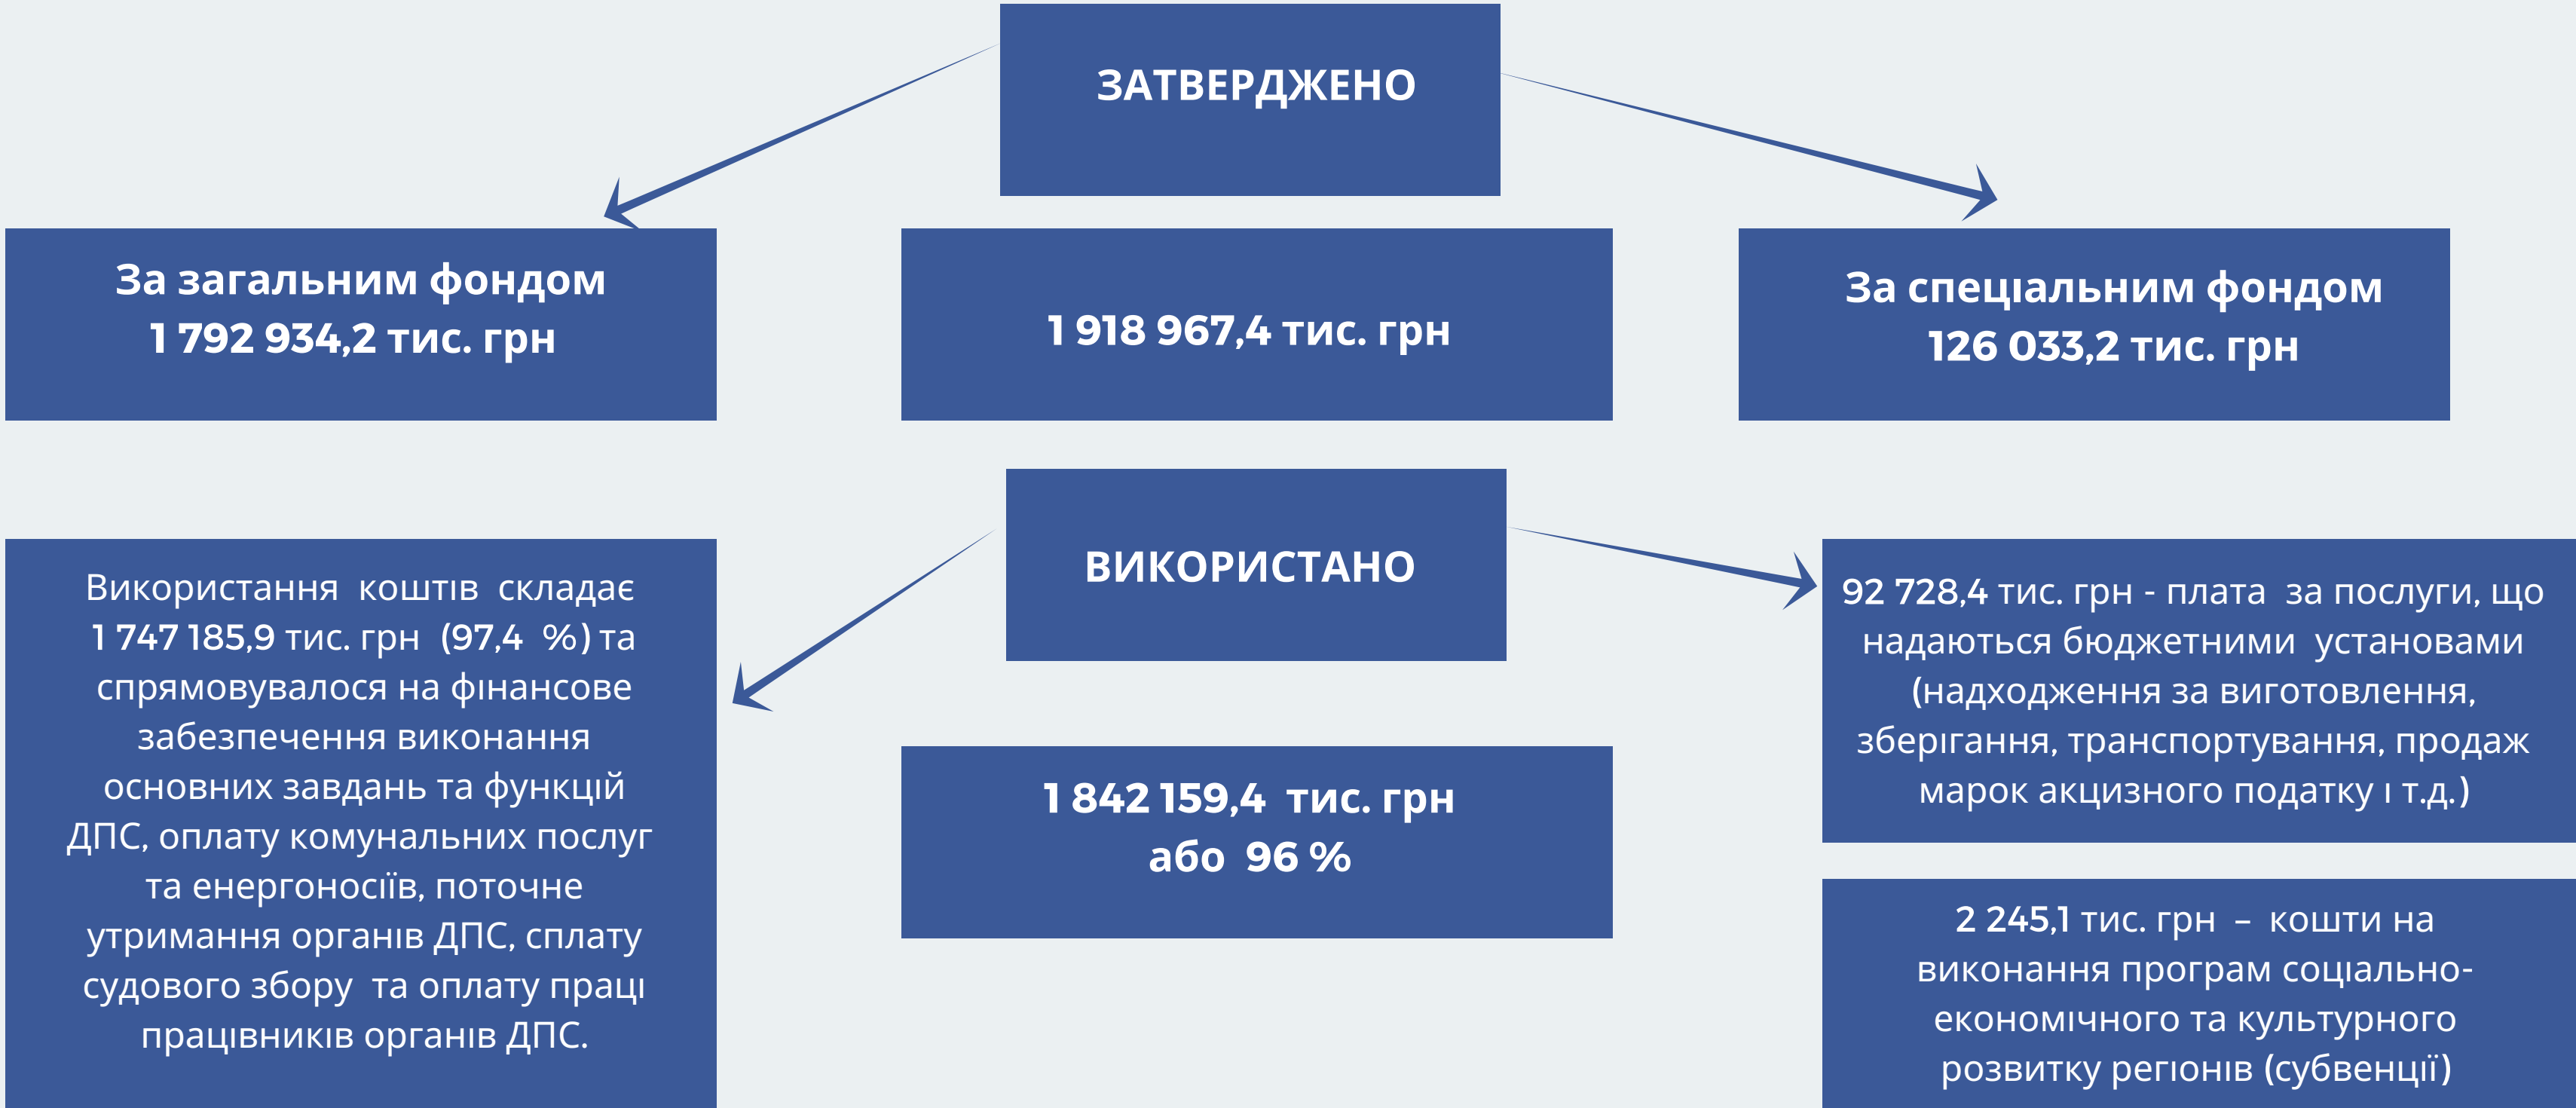 ЗАТВЕРДЖЕНО
За загальним фондом
1 792 934,2 тис. грн
1 918 967,4 тис. грн
За спеціальним фондом
126 033,2 тис. грн
ВИКОРИСТАНО
Використання коштів складає
1 747 185,9 тис. грн (97,4 %) та
спрямовувалося на фінансове
забезпечення виконання
основних завдань та функцій
ДПС, оплату комунальних послуг
та енергоносіїв, поточне
утримання органів ДПС, сплату
судового збору та оплату праці
працівників органів ДПС.
1 842 159,4 тис. грн
або 96 %
92 728,4 тис. грн - плата за послуги, що
надаються бюджетними установами
(надходження за виготовлення,
зберігання, транспортування, продаж
марок акцизного податку і т.д.)
2 245,1 тис. грн – кошти на
виконання програм соціально-
економічного та культурного
розвитку регіонів (субвенції)